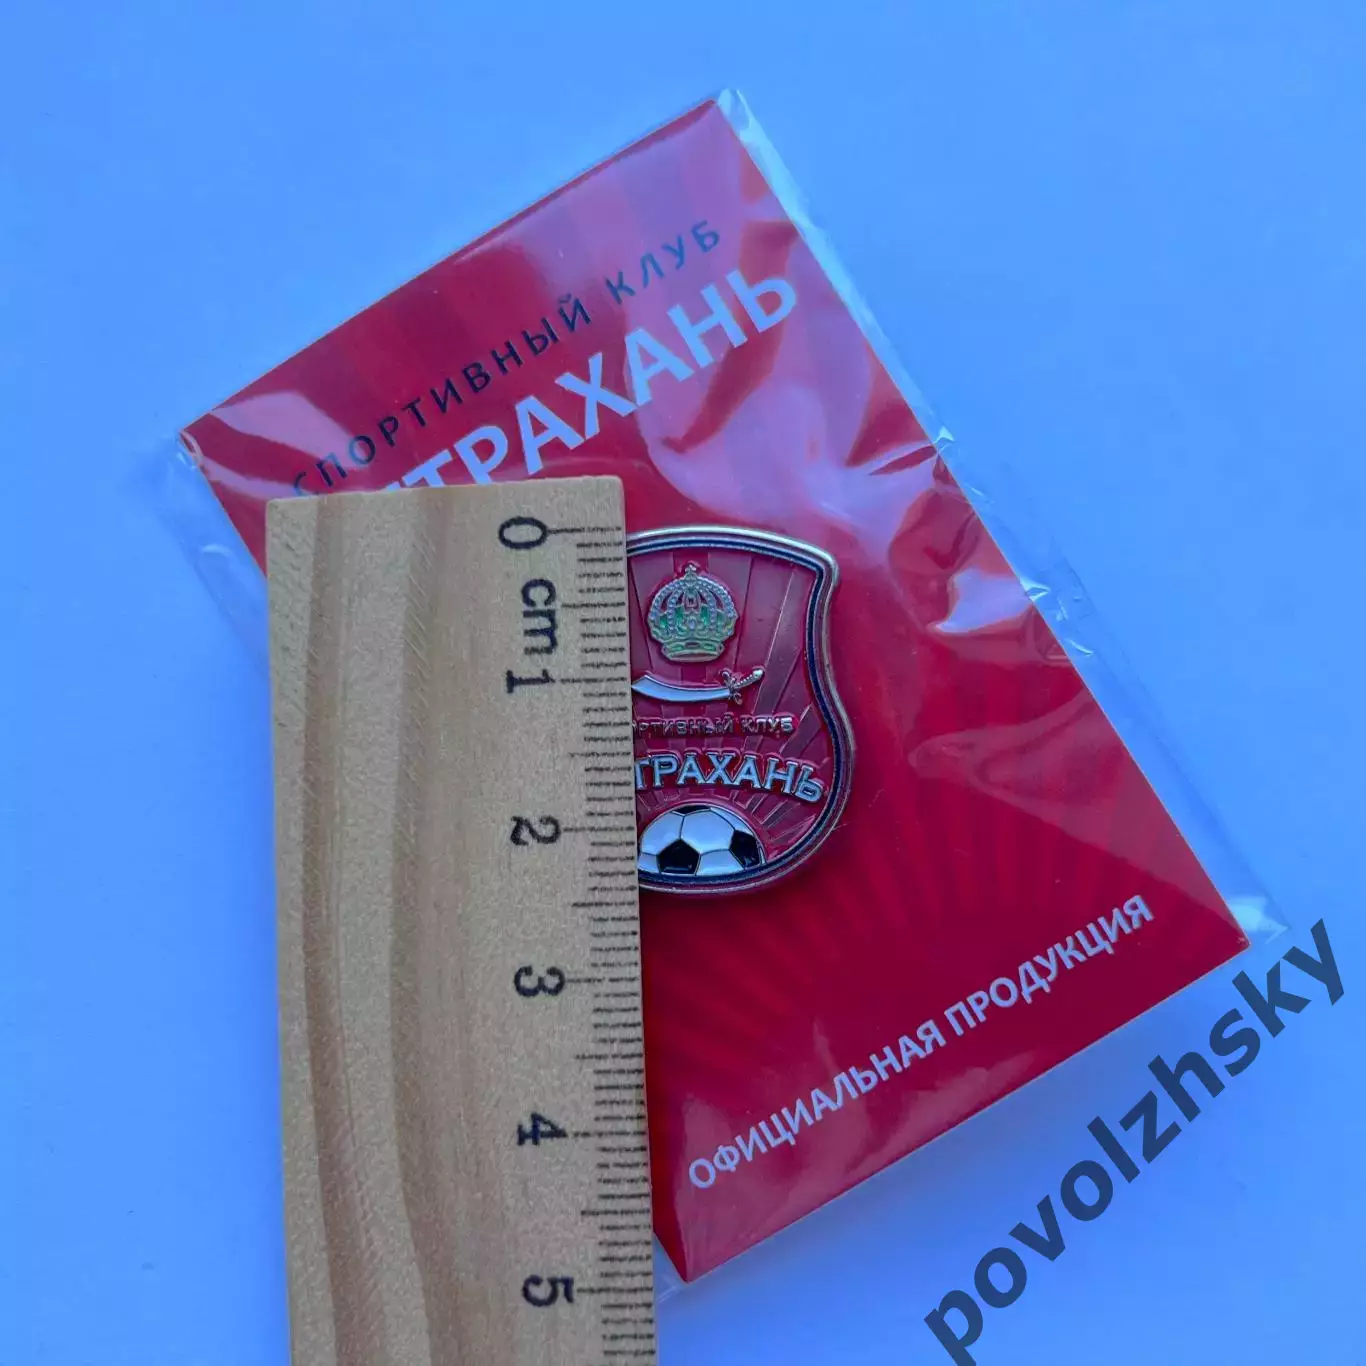 СПОРТИВНЫЙ КЛУБ
ТРАХАНЬ
0
cm
1
2
3
4
5
ОРТИВНЫЙ КЛУБ
ТРАХАНЬ
ОФИЦИАЛЬНАЯ ПРОДУКЦИЯ
povolzhsky